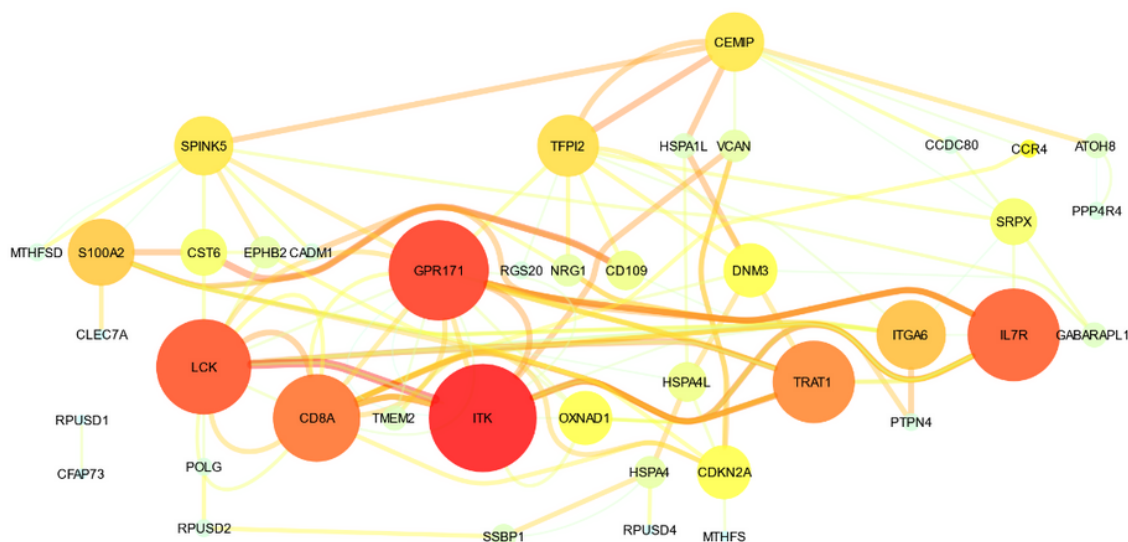 CEMIP
SPINK5
TFPI2
HSPA1L
VCAN
CCDC80
CCR4
ATOH8
PPP4R4
SRPX
MTHFSD
S100A2
CST6
EPHB2
CADM1
GPR171
RGS20
NRG1
CD109
DNM3
CLEC7A
ITGA6
IL7R
GABARAPL1
LCK
HSPA4L
TRAT1
RPUSD1
CD8A
TMEM2
ITK
OXNAD1
PTPN4
CFAP73
POLG
HSPA4
CDKN2A
RPUSD2
SSBP1
RPUSD4
MTHFS